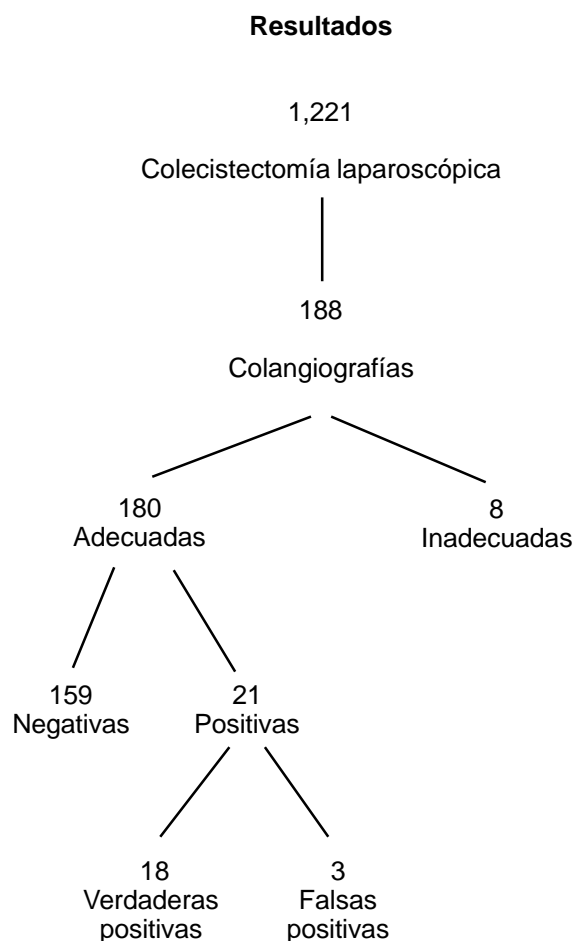 Resultados
1,221
Colecistectomía laparoscópica
188
Colangiografías
180
Adecuadas
8
Inadecuadas
159
Negativas
21
Positivas
18
Verdaderas
positivas
3
Falsas
positivas